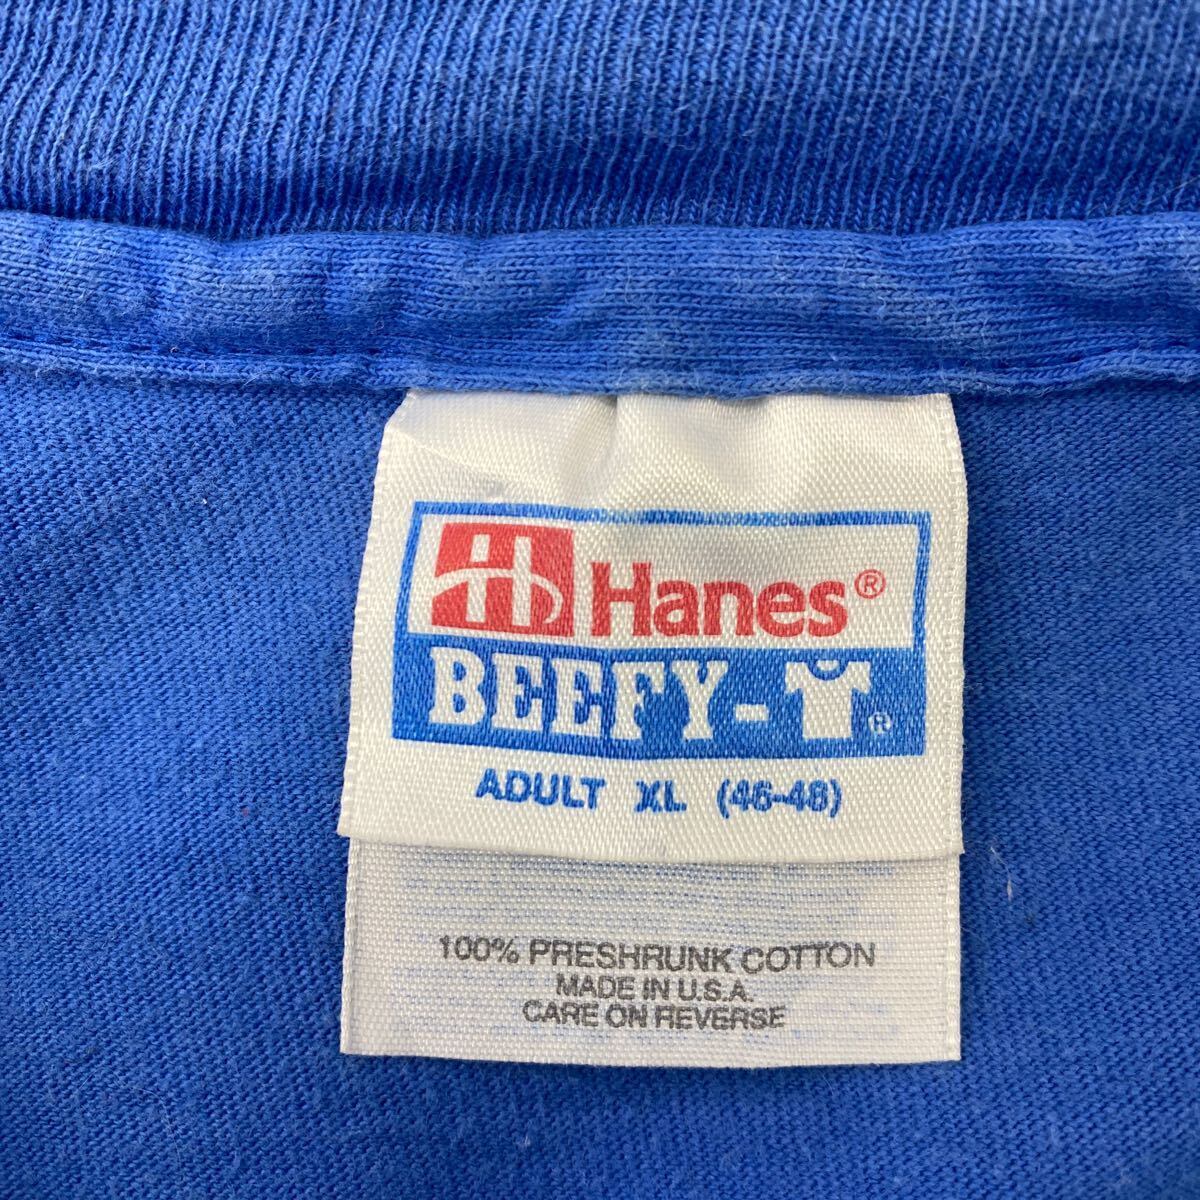 Hanes®
BEEFY-T®
ADULT XL (46-48)
100% PRESHRUNK COTTON
MADE IN U.S.A.
CARE ON REVERSE